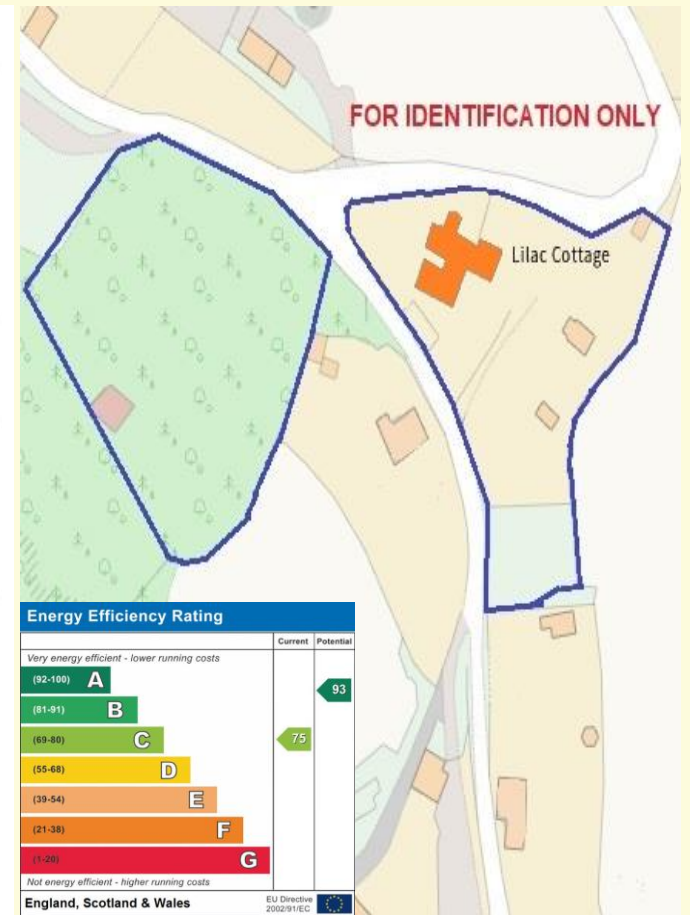 FOR IDENTIFICATION ONLY
Lilac Cottage
Energy Efficiency Rating
Current Potential
Very energy efficient - lower running costs
(92-100) A
93
(81-91) B
(69-80) C
75
(55-68) D
(39-54) E
(21-38) F
(1-20) G
Not energy efficient - higher running costs
England, Scotland & Wales
EU Directive
2002/91/EC